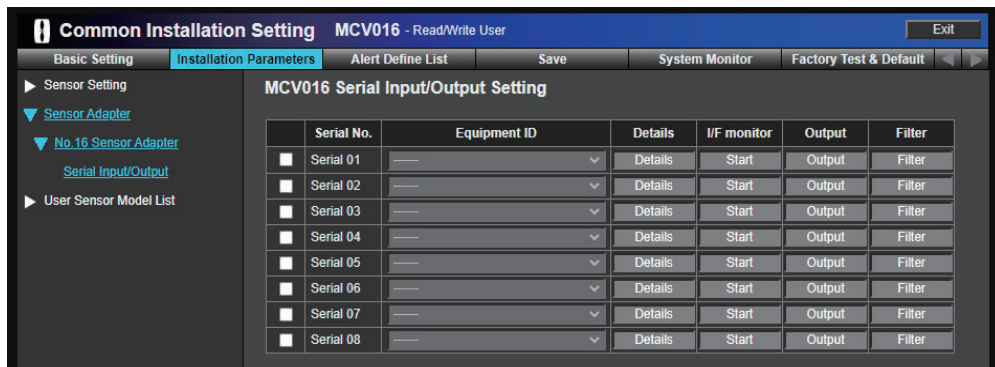 Common Installation Setting MCV016 - Read/Write User Exit
Basic Setting Installation Parameters Alert Define List Save System Monitor Factory Test & Default
Sensor Setting
Sensor Adapter
No.16 Sensor Adapter
Serial Input/Output
User Sensor Model List
MCV016 Serial Input/Output Setting
Serial No. Equipment ID Details I/F monitor Output Filter
Serial 01 ------ Details Start Output Filter
Serial 02 ------ Details Start Output Filter
Serial 03 ------ Details Start Output Filter
Serial 04 ------ Details Start Output Filter
Serial 05 ------ Details Start Output Filter
Serial 06 ------ Details Start Output Filter
Serial 07 ------ Details Start Output Filter
Serial 08 ------ Details Start Output Filter